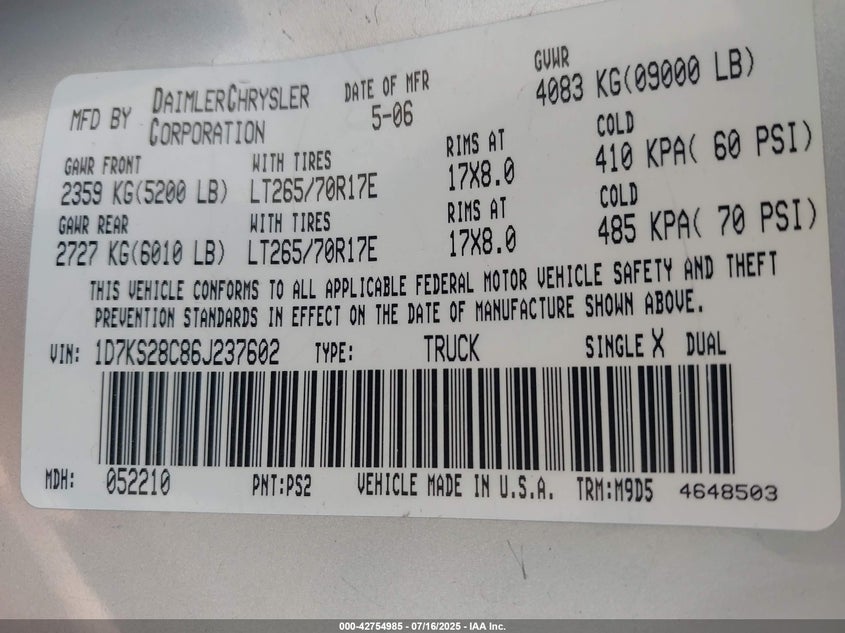 MFD BY DAIMLERCHRYSLER CORPORATION
DATE OF MFR 5-06
GVWR 4083 KG(09000 LB)
GAWR FRONT WITH TIRES RIMS AT COLD
2359 KG(5200 LB) LT265/70R17E 17X8.0 410 KPA( 60 PSI)
GAWR REAR WITH TIRES RIMS AT COLD
2727 KG(6010 LB) LT265/70R17E 17X8.0 485 KPA( 70 PSI)
THIS VEHICLE CONFORMS TO ALL APPLICABLE FEDERAL MOTOR VEHICLE SAFETY AND THEFT
PREVENTION STANDARDS IN EFFECT ON THE DATE OF MANUFACTURE SHOWN ABOVE.
VIN: 1D7KS28C86J237602 TYPE: TRUCK SINGLE X DUAL
MDH: 052210 PNT:PS2 VEHICLE MADE IN U.S.A. TRM:M9D5 4648503
000-42754985 - 07/16/2025 - IAA Inc.